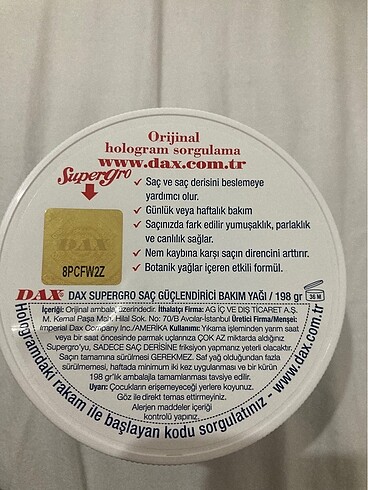 Orijinal
hologram sorgulama
www.dax.com.tr
Supergro
✓ Saç ve saç derisini beslemeye
yardımcı olur.
✓ Günlük veya haftalık bakım
✓ Saçınızda fark edilir yumuşaklık, parlaklık
ve canlılık sağlar.
✓ Nem kaybına karşı saçın direncini arttırır.
✓ Botanik yağlar içeren etkili formül.
DAX
8PCFW2Z
DAX® DAX SUPERGRO SAÇ GÜÇLENDİRİCİ BAKIM YAĞI / 198 gr
36 M
İçeriği: Orijinal ambalaj üzerindedir. İthalatçı Firma: AG İÇ VE DIŞ TİCARET A.Ş.
M. Kemal Paşa Mah. Hilal Sok. No: 70/B Avcılar-İstanbul Üretici Firma/Menşei:
Imperial Dax Company Inc./AMERİKA Kullanımı: Yıkama işleminden yarım saat
veya bir saat öncesinde parmak uçlarınıza ÇOK AZ miktarda aldığınız
Supergro'yu, SADECE SAÇ DERİSİNE friksiyon yapmanız yeterli olacaktır.
Saçın tamamına sürülmesi GEREKMEZ. Saf yağ olduğundan fazla
sürülmemesi, haftada minimum iki kez uygulanması ve bir kürün
198 gr'lık ambalajla tamamlanması tavsiye edilir.
Uyarı: Çocukların erişemeyeceği yerlere koyunuz.
Göz ile direkt temas ettirmeyiniz.
Alerjen maddeler içeriği
kontrolü yapınız.
Hologramdaki rakam ile başlayan kodu sorgulatınız - www.dax.com.tr